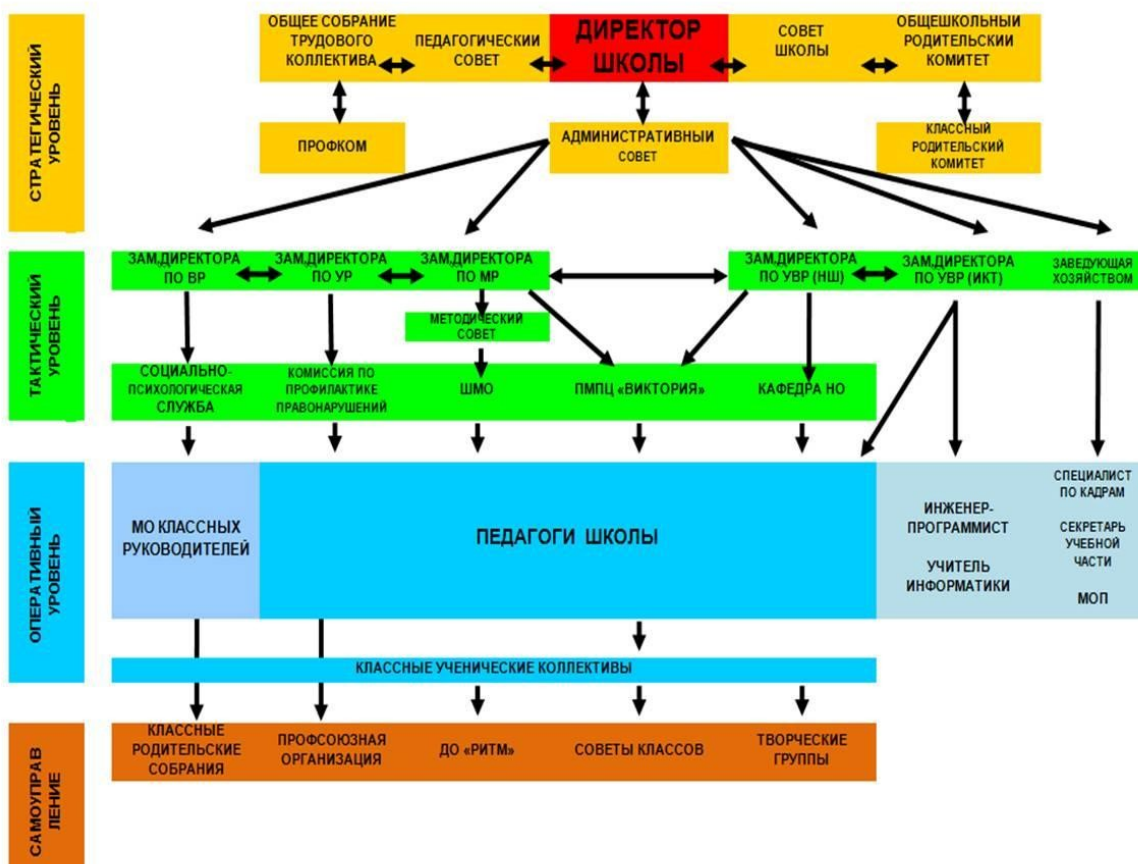 СТРАТЕГИЧЕСКИЙ
УРОВЕНЬ
ОБЩЕЕ СОБРАНИЕ
ТРУДОВОГО
КОЛЛЕКТИВА
ПЕДАГОГИЧЕСКИЙ
СОВЕТ
ДИРЕКТОР
ШКОЛЫ
СОВЕТ
ШКОЛЫ
ОБЩЕШКОЛЬНЫЙ
РОДИТЕЛЬСКИЙ
КОМИТЕТ
ПРОФКОМ
АДМИНИСТРАТИВНЫЙ
СОВЕТ
КЛАССНЫЙ
РОДИТЕЛЬСКИЙ
КОМИТЕТ
ТАКТИЧЕСКИЙ
УРОВЕНЬ
ЗАМ.ДИРЕКТОРА
ПО ВР
ЗАМ.ДИРЕКТОРА
ПО УР
ЗАМ.ДИРЕКТОРА
ПО МР
ЗАМ.ДИРЕКТОРА
ПО УВР (НШ)
ЗАМ.ДИРЕКТОРА
ПО УВР (ИКТ)
ЗАВЕДУЮЩАЯ
ХОЗЯЙСТВОМ
МЕТОДИЧЕСКИЙ
СОВЕТ
СОЦИАЛЬНО-
ПСИХОЛОГИЧЕСКАЯ
СЛУЖБА
КОМИССИЯ ПО
ПРОФИЛАКТИКЕ
ПРАВОНАРУШЕНИЙ
ШМО
ПМПЦ «ВИКТОРИЯ»
КАФЕДРА НО
ОПЕРАТИВНЫЙ
УРОВЕНЬ
МО КЛАССНЫХ
РУКОВОДИТЕЛЕЙ
ПЕДАГОГИ ШКОЛЫ
ИНЖЕНЕР-
ПРОГРАММИСТ
УЧИТЕЛЬ
ИНФОРМАТИКИ
СПЕЦИАЛИСТ
ПО КАДРАМ
СЕКРЕТАРЬ
УЧЕБНОЙ
ЧАСТИ
МОП
КЛАССНЫЕ УЧЕНИЧЕСКИЕ КОЛЛЕКТИВЫ
САМОУПРАВ
ЛЕНИЕ
КЛАССНЫЕ
РОДИТЕЛЬСКИЕ
СОБРАНИЯ
ПРОФСОЮЗНАЯ
ОРГАНИЗАЦИЯ
ДО «РИТМ»
СОВЕТЫ КЛАССОВ
ТВОРЧЕСКИЕ
ГРУППЫ